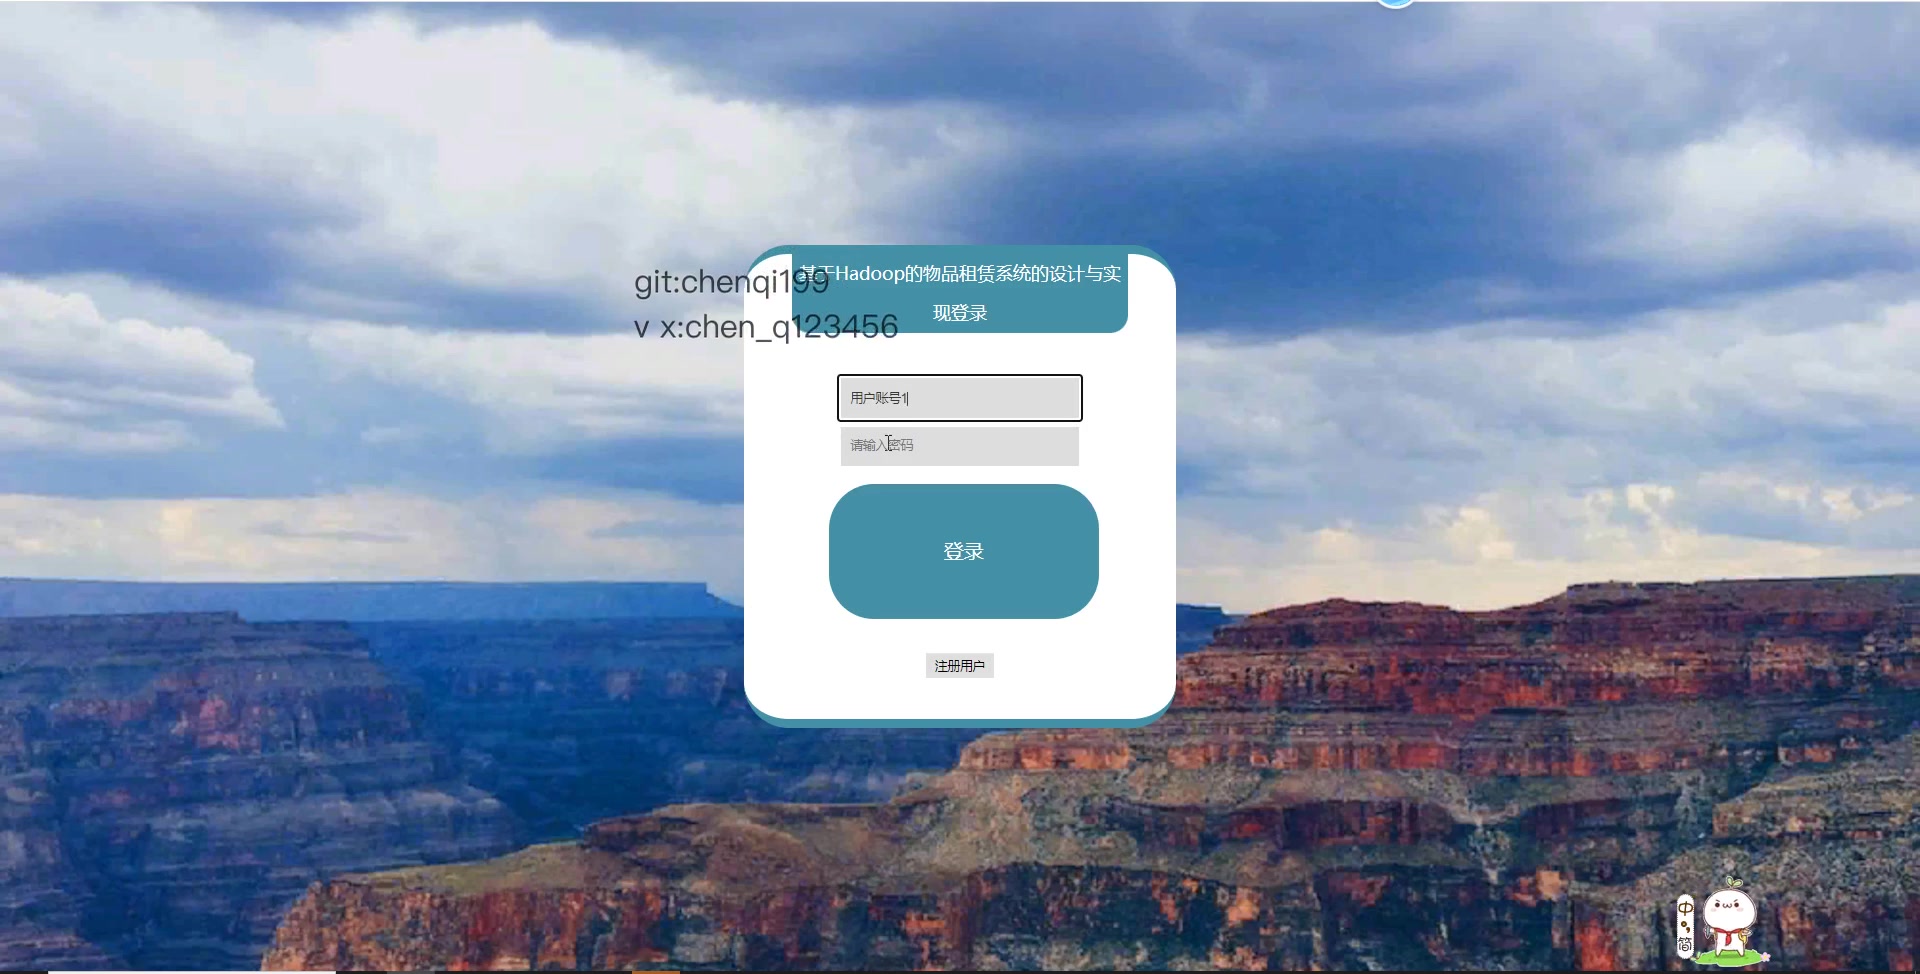 基于Hadoop的物品租赁系统的设计与实
现登录
git:chenqi199
v x:chen_q123456
用户账号1
请输入密码
登录
注册用户
中
简